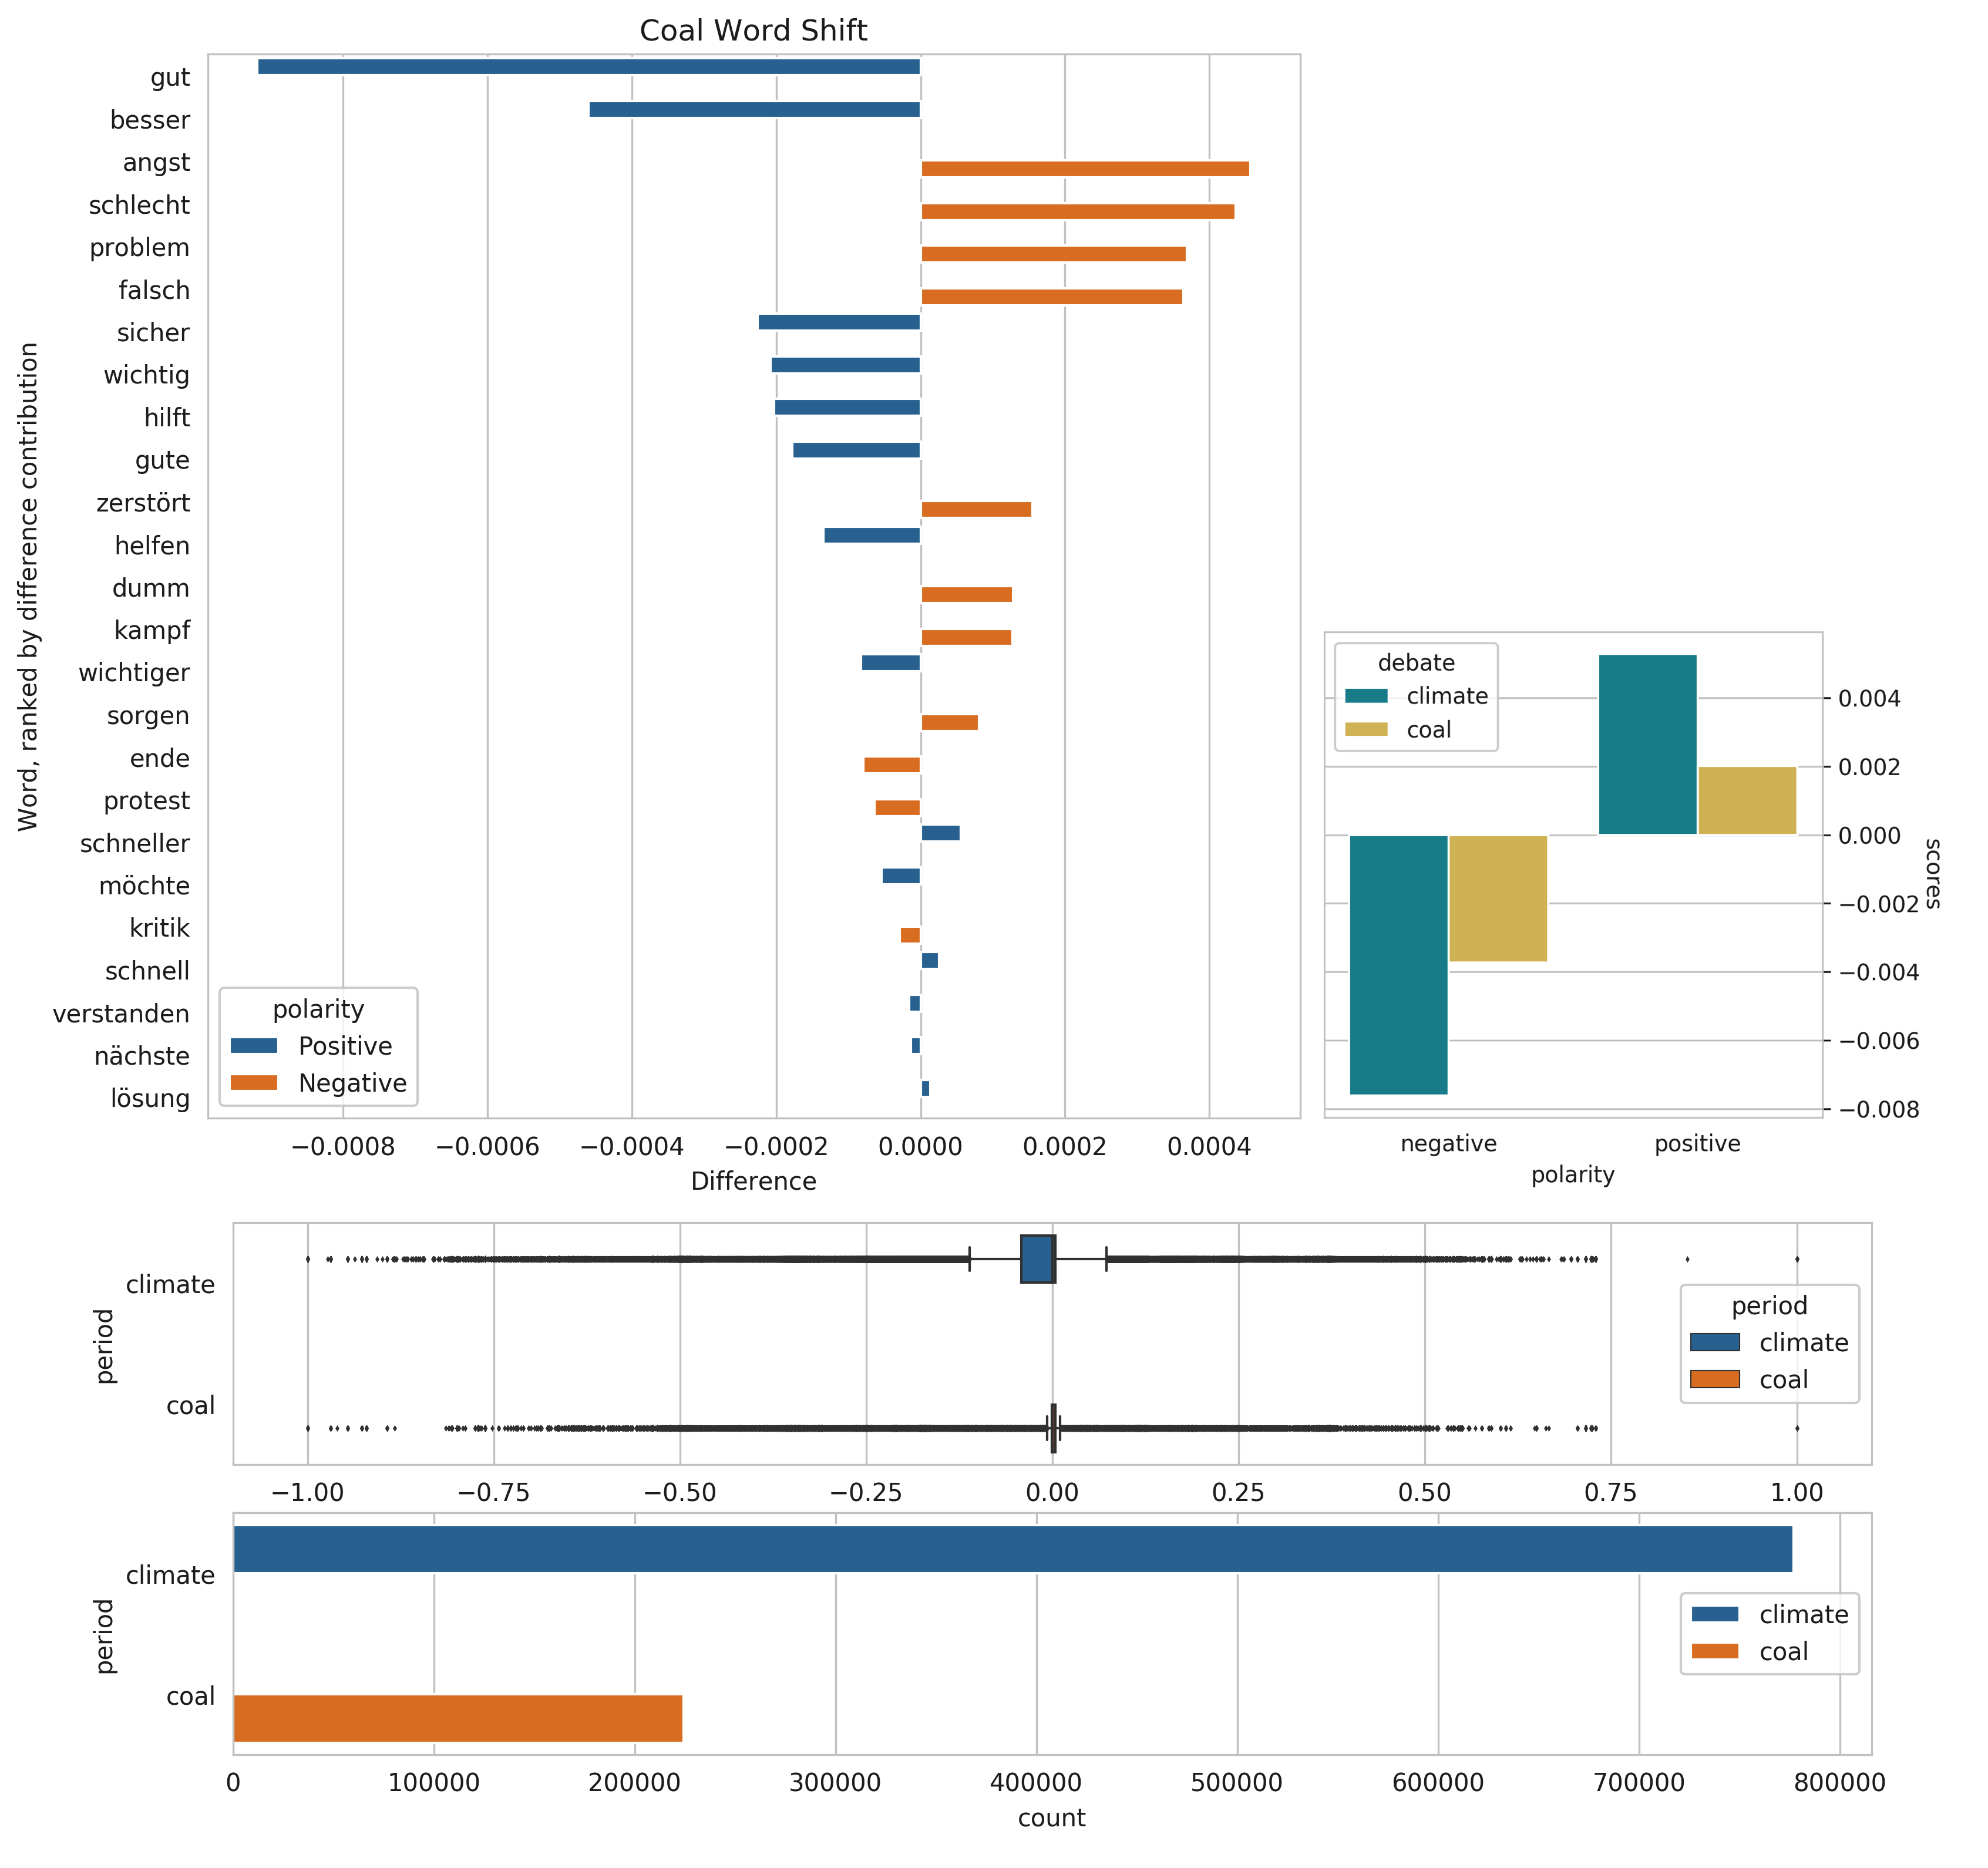 Coal Word Shift
Word, ranked by difference contribution
gut
besser
angst
schlecht
problem
falsch
sicher
wichtig
hilft
gute
zerstört
helfen
dumm
kampf
wichtiger
sorgen
ende
protest
schneller
möchte
kritik
schnell
verstanden
nächste
lösung
polarity
Positive
Negative
−0.0008 −0.0006 −0.0004 −0.0002 0.0000 0.0002 0.0004
Difference
debate
climate
coal
0.004
0.002
0.000
−0.002
−0.004
−0.006
−0.008
scores
negative positive
polarity
period
climate
coal
period
climate
coal
−1.00 −0.75 −0.50 −0.25 0.00 0.25 0.50 0.75 1.00
period
climate
coal
climate
coal
0 100000 200000 300000 400000 500000 600000 700000 800000
count